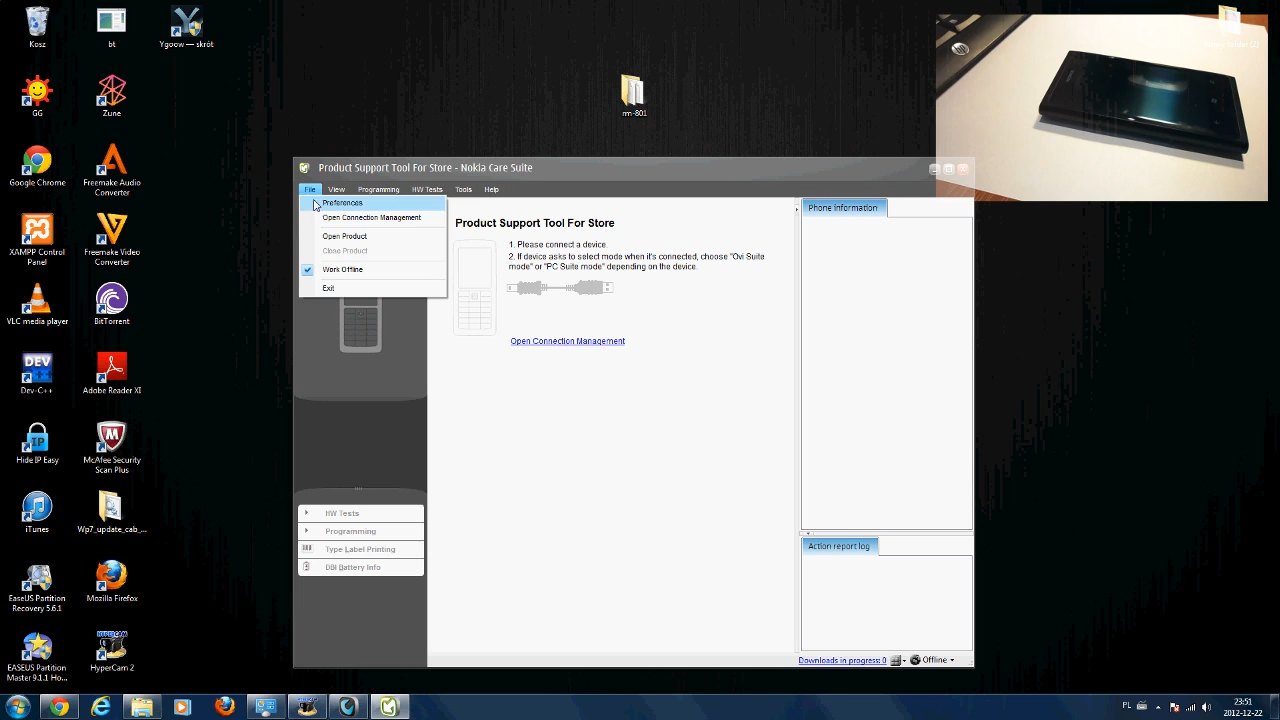 Kosz
bt
Ygoow — skrót
GG
Zune
rm-801
Google Chrome
Freemake Audio
Converter
XAMPP Control
Panel
Freemake Video
Converter
VLC media player
BitTorrent
DEV
C++
Dev-C++
Adobe Reader XI
IP
Hide IP Easy
McAfee Security
Scan Plus
iTunes
Wp7_update_cab_...
EaseUS Partition
Recovery 5.6.1
Mozilla Firefox
EASEUS Partition
Master 9.1.1 Ho...
HYPERCAM
HyperCam 2
Product Support Tool For Store - Nokia Care Suite
File View Programming HW Tests Tools Help
Preferences
Open Connection Management
Open Product
Close Product
Work Offline
Exit
Product Support Tool For Store
1. Please connect a device.
2. If device asks to select mode when it's connected, choose "Ovi Suite
mode" or "PC Suite mode" depending on the device.
Open Connection Management
HW Tests
Programming
Type Label Printing
DBI Battery Info
Phone Information
Action report log
Downloads in progress: 0 Offline
PL 23:51
2012-12-22